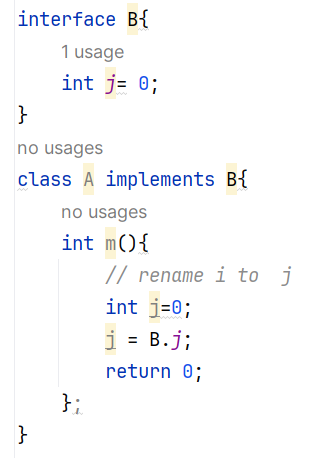 interface B{
1 usage
int j= 0;
}
no usages
class A implements B{
no usages
int m(){
// rename i to  j
int j=0;
j = B.j;
return 0;
};
}